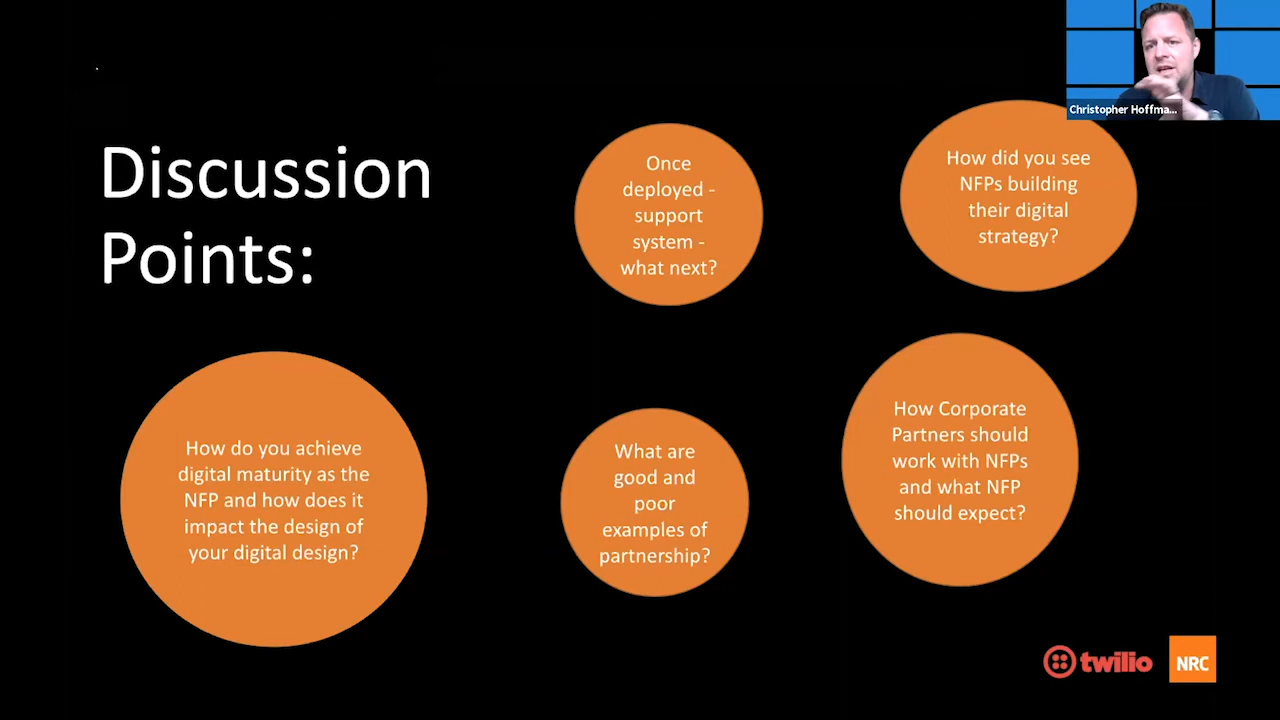 Christopher Hoffma...
Discussion
Points:
Once
deployed -
support
system -
what next?
How did you see
NFPs building
their digital
strategy?
How do you achieve
digital maturity as the
NFP and how does it
impact the design of
your digital design?
What are
good and
poor
examples of
partnership?
How Corporate
Partners should
work with NFPs
and what NFP
should expect?
twilio
NRC